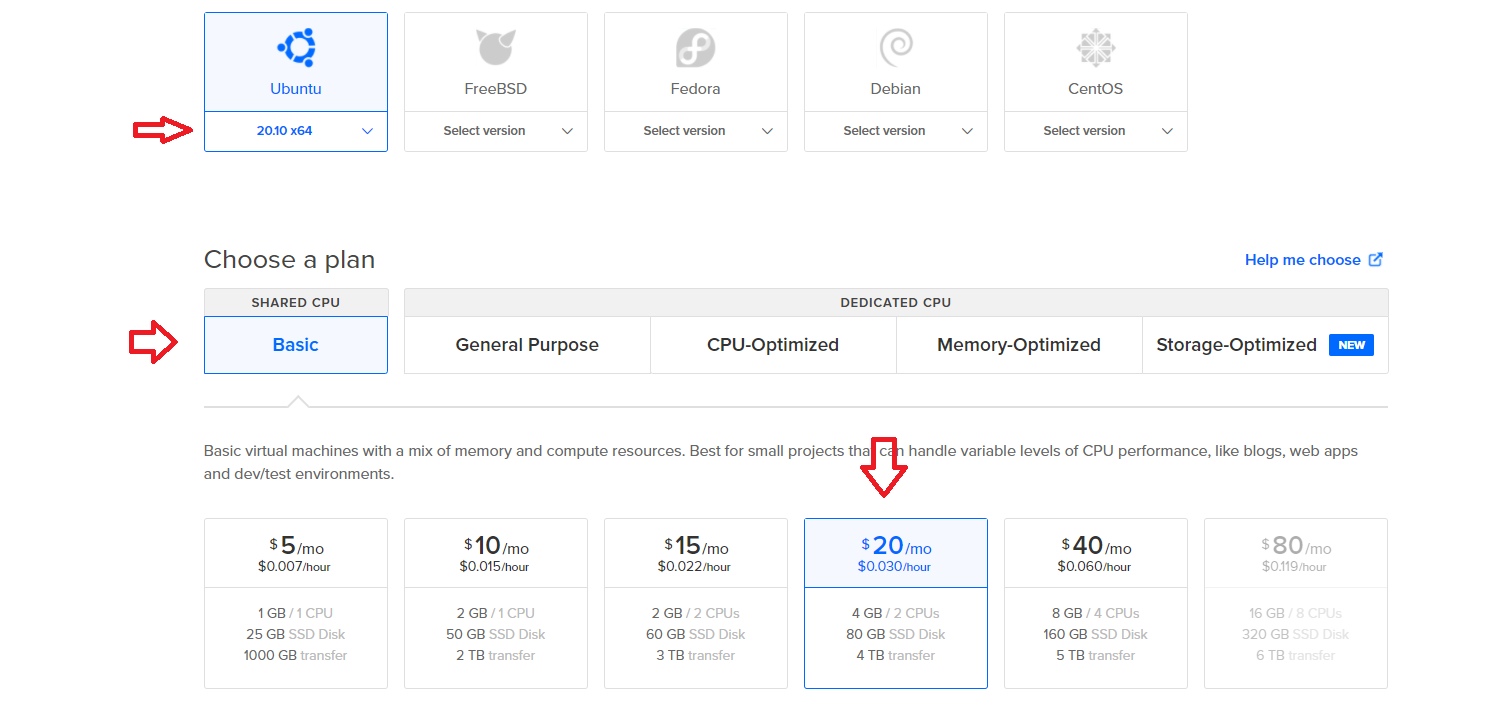 Ubuntu
FreeBSD
Fedora
Debian
CentOS
20.10 x64
Select version
Select version
Select version
Select version
Choose a plan
Help me choose
SHARED CPU
DEDICATED CPU
Basic
General Purpose
CPU-Optimized
Memory-Optimized
Storage-Optimized NEW
Basic virtual machines with a mix of memory and compute resources. Best for small projects that can handle variable levels of CPU performance, like blogs, web apps
and dev/test environments.
$5/mo
$0.007/hour
1 GB / 1 CPU
25 GB SSD Disk
1000 GB transfer
$10/mo
$0.015/hour
2 GB / 1 CPU
50 GB SSD Disk
2 TB transfer
$15/mo
$0.022/hour
2 GB / 2 CPUs
60 GB SSD Disk
3 TB transfer
$20/mo
$0.030/hour
4 GB / 2 CPUs
80 GB SSD Disk
4 TB transfer
$40/mo
$0.060/hour
8 GB / 4 CPUs
160 GB SSD Disk
5 TB transfer
$80/mo
$0.119/hour
16 GB / 8 CPUs
320 GB SSD Disk
6 TB transfer